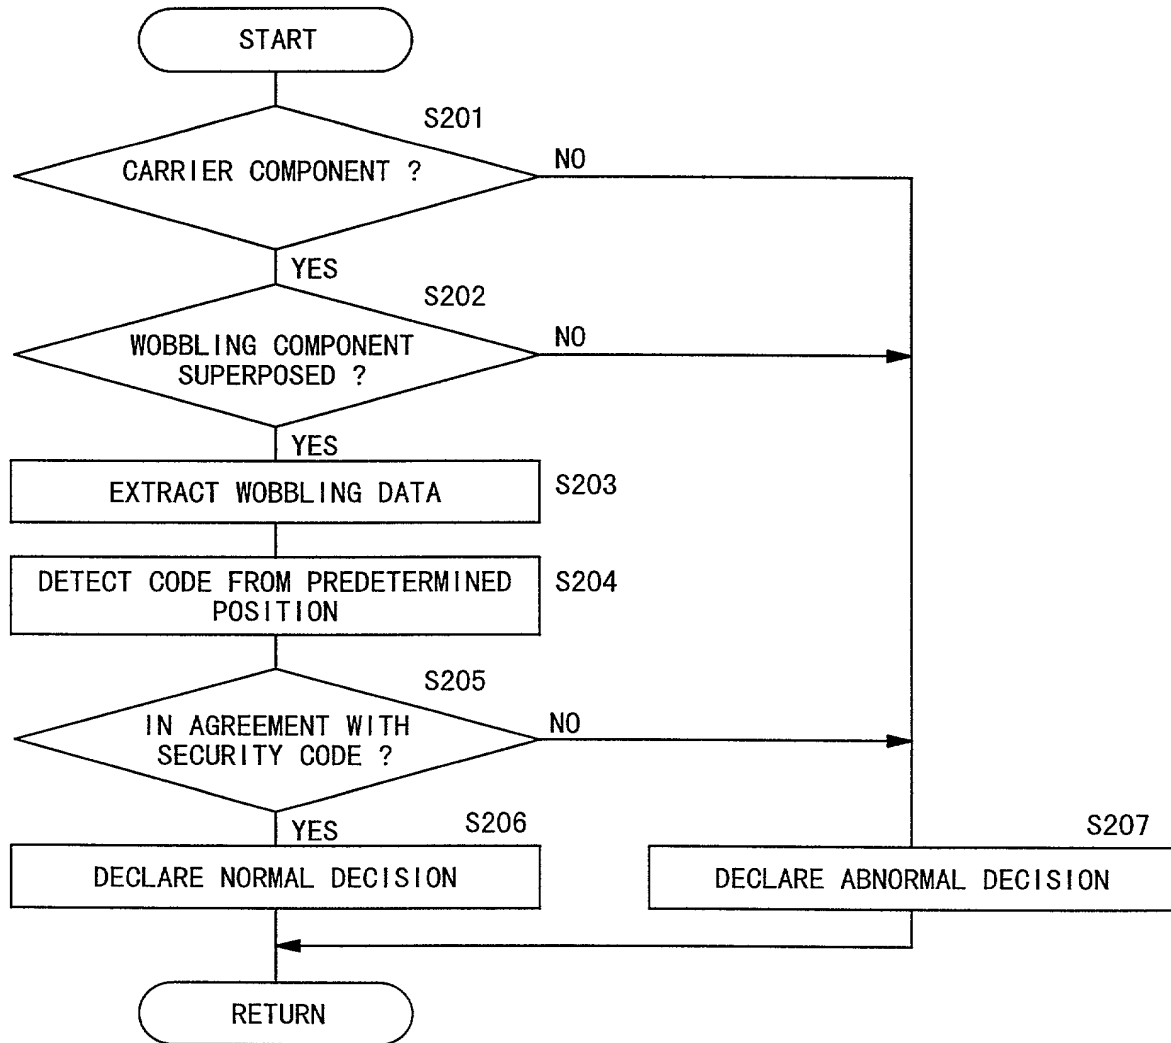 START
S201
CARRIER COMPONENT ?
NO
YES
S202
WOBBLING COMPONENT
SUPERPOSED ?
NO
YES
EXTRACT WOBBLING DATA
S203
DETECT CODE FROM PREDETERMINED
POSITION
S204
S205
IN AGREEMENT WITH
SECURITY CODE ?
NO
YES
S206
S207
DECLARE NORMAL DECISION
DECLARE ABNORMAL DECISION
RETURN